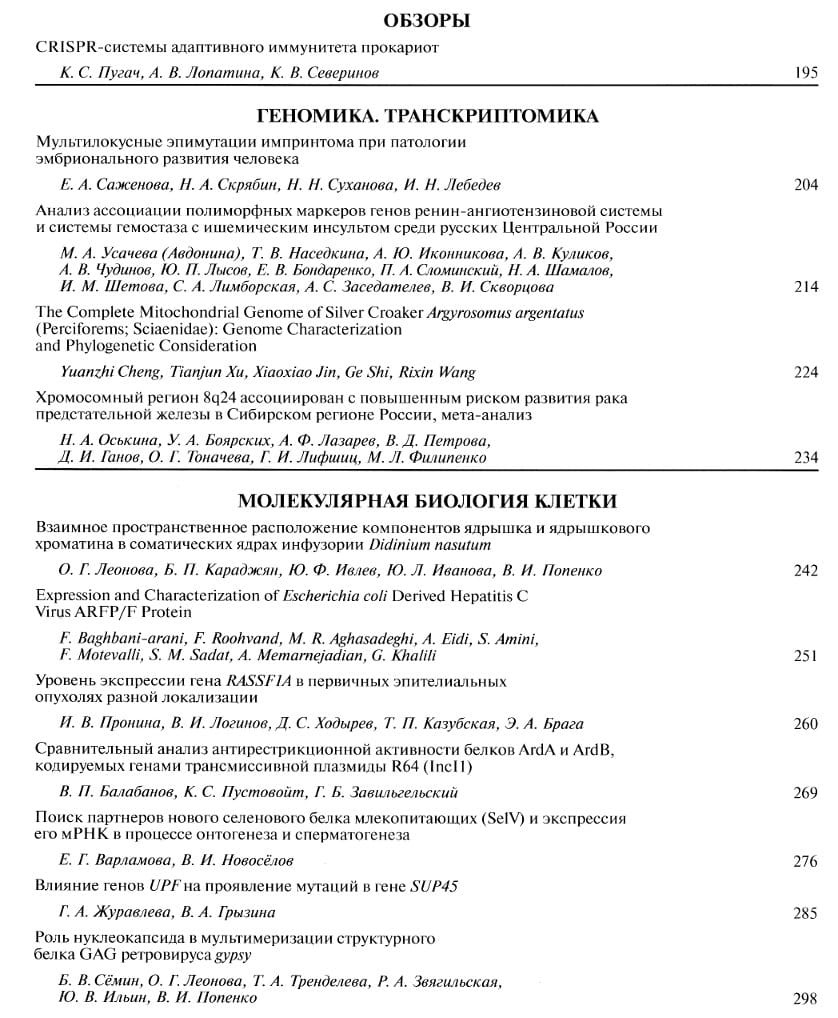 ОБЗОРЫ
CRISPR-системы адаптивного иммунитета прокариот
К. С. Пугач, А. В. Лопатина, К. В. Северинов 195
ГЕНОМИКА. ТРАНСКРИПТОМИКА
Мультилокусные эпимутации импринтома при патологии
эмбрионального развития человека
Е. А. Саженова, Н. А. Скрябин, Н. Н. Суханова, И. Н. Лебедев 204
Анализ ассоциации полиморфных маркеров генов ренин-ангиотензиновой системы
и системы гемостаза с ишемическим инсультом среди русских Центральной России
М. А. Усачева (Авдонина), Т. В. Наседкина, А. Ю. Иконникова, А. В. Куликов,
А. В. Чудинов, Ю. П. Лысов, Е. В. Бондаренко, П. А. Сломинский, Н. А. Шамалов,
И. М. Шетова, С. А. Лимборская, А. С. Заседателев, В. И. Скворцова 214
The Complete Mitochondrial Genome of Silver Croaker Argyrosomus argentatus
(Perciforems; Sciaenidae): Genome Characterization
and Phylogenetic Consideration
Yuanzhi Cheng, Tianjun Xu, Xiaoxiao Jin, Ge Shi, Rixin Wang 224
Хромосомный регион 8q24 ассоциирован с повышенным риском развития рака
предстательной железы в Сибирском регионе России, мета-анализ
Н. А. Оськина, У. А. Боярских, А. Ф. Лазарев, В. Д. Петрова,
Д. И. Ганов, О. Г. Тоначева, Г. И. Лифшиц, М. Л. Филипенко 234
МОЛЕКУЛЯРНАЯ БИОЛОГИЯ КЛЕТКИ
Взаимное пространственное расположение компонентов ядрышка и ядрышкового
хроматина в соматических ядрах инфузории Didinium nasutum
О. Г. Леонова, Б. П. Караджян, Ю. Ф. Ивлев, Ю. Л. Иванова, В. И. Попенко 242
Expression and Characterization of Escherichia coli Derived Hepatitis C
Virus ARFP/F Protein
F. Baghbani-arani, F. Roohvand, M. R. Aghasadeghi, A. Eidi, S. Amini,
F. Motevalli, S. M. Sadat, A. Memarnejadian, G. Khalili 251
Уровень экспрессии гена RASSF1A в первичных эпителиальных
опухолях разной локализации
И. В. Пронина, В. И. Логинов, Д. С. Ходырев, Т. П. Казубская, Э. А. Брага 260
Сравнительный анализ антирестрикционной активности белков ArdA и ArdB,
кодируемых генами трансмиссивной плазмиды R64 (IncI1)
В. П. Балабанов, К. С. Пустовойт, Г. Б. Завильгельский 269
Поиск партнеров нового селенового белка млекопитающих (SelV) и экспрессия
его мРНК в процессе онтогенеза и сперматогенеза
Е. Г. Варламова, В. И. Новосёлов 276
Влияние генов UPF на проявление мутаций в гене SUP45
Г. А. Журавлева, В. А. Грызина 285
Роль нуклеокапсида в мультимеризации структурного
белка GAG ретровируса gypsy
Б. В. Сёмин, О. Г. Леонова, Т. А. Тренделева, Р. А. Звягильская,
Ю. В. Ильин, В. И. Попенко 298